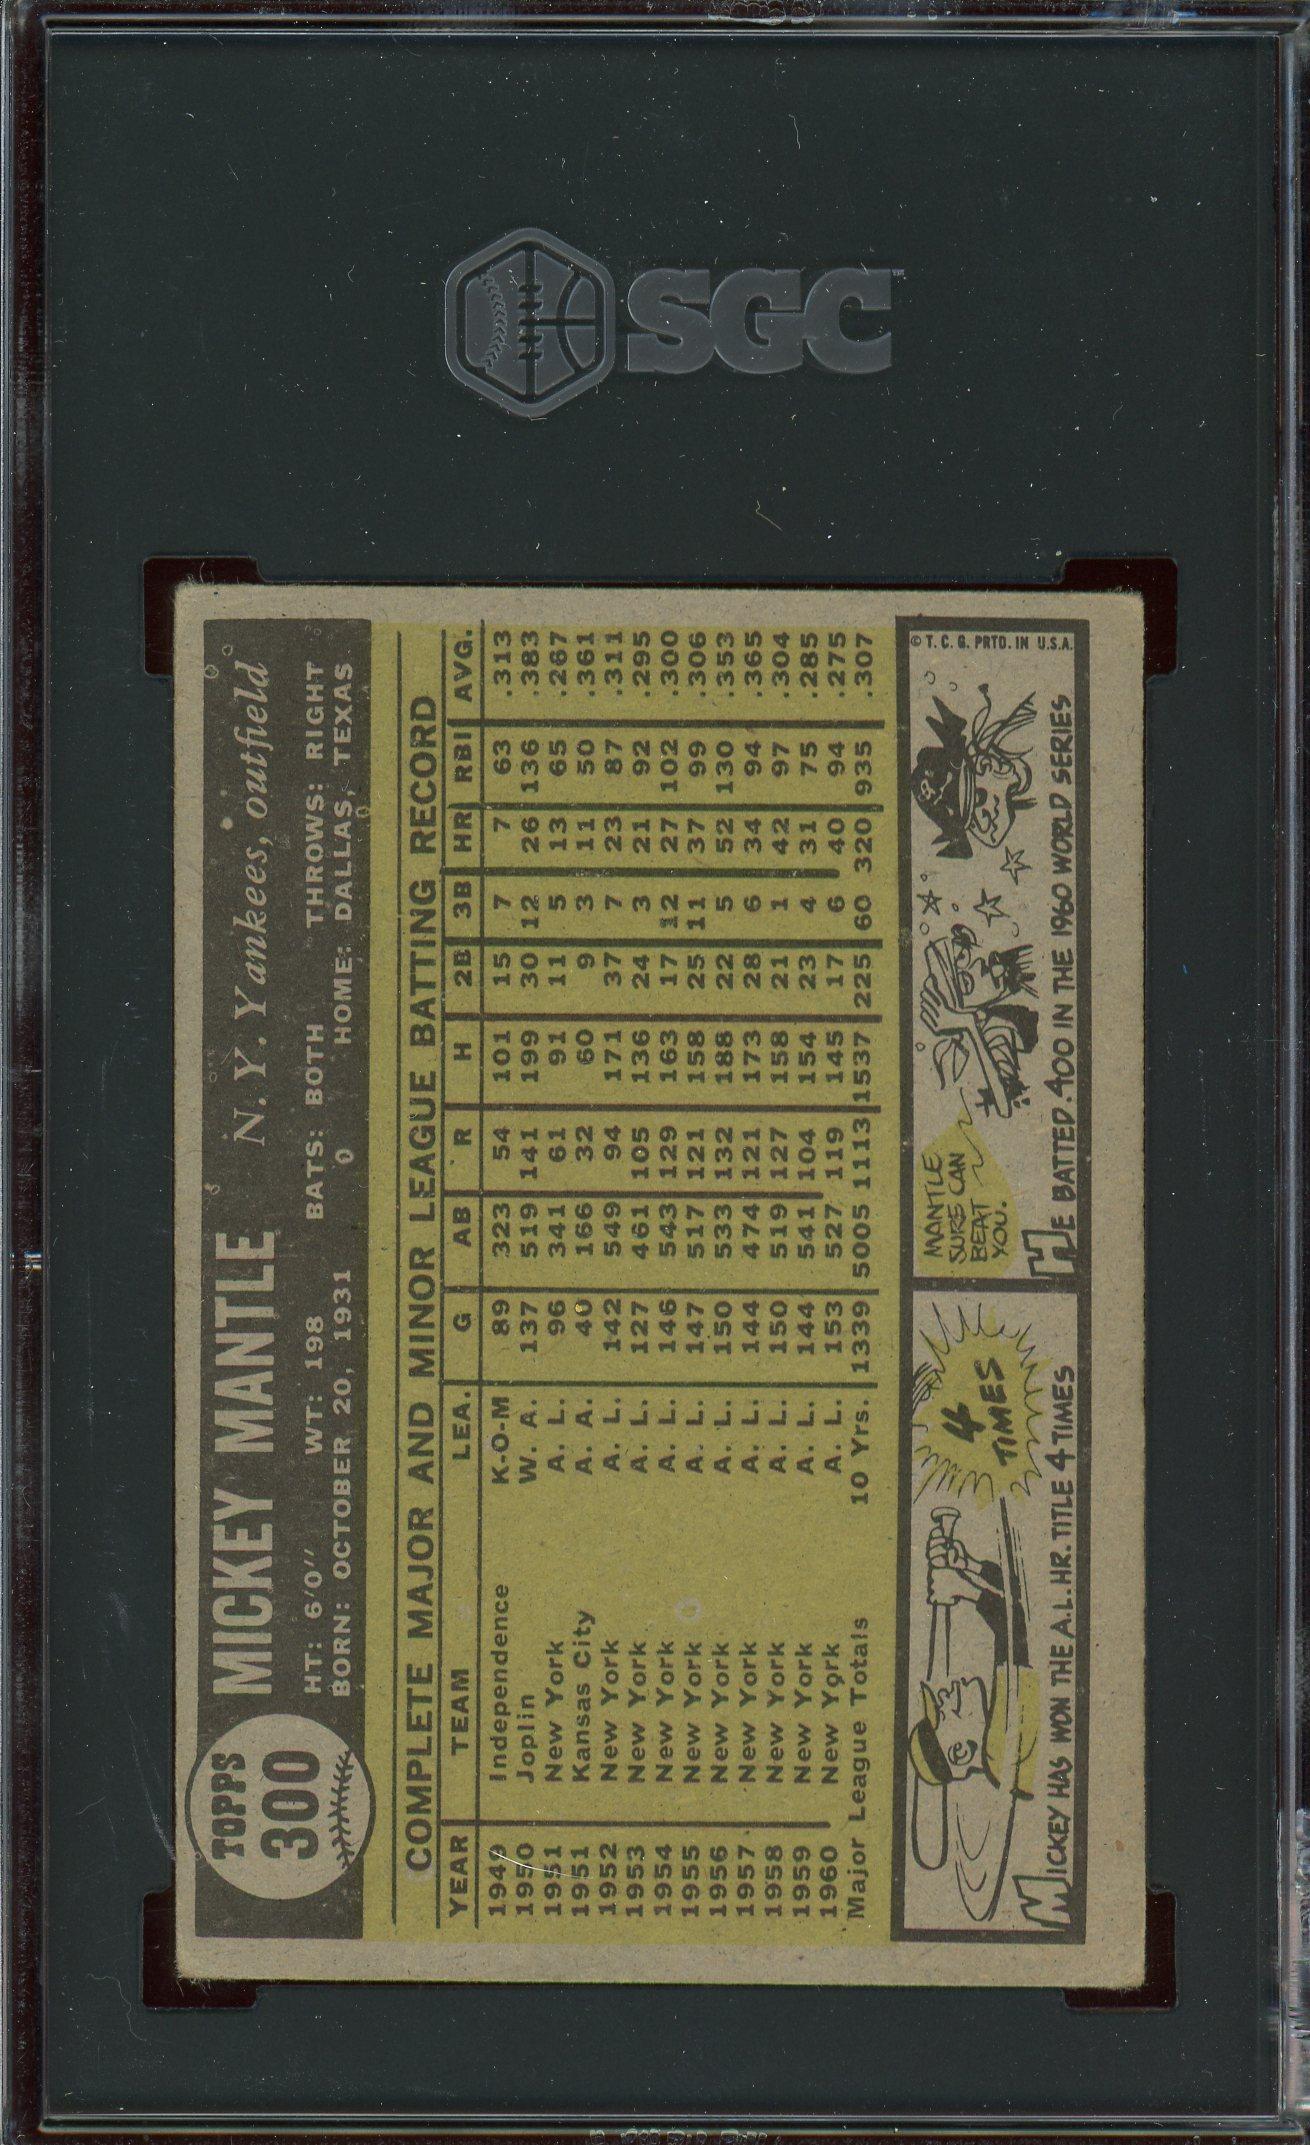 SGC
TOPPS
300
MICKEY MANTLE N. Y. Yankees, outfield
HT: 6'0" WT: 198 BATS: BOTH THROWS: RIGHT
BORN: OCTOBER 20, 1931 HOME: DALLAS, TEXAS
COMPLETE MAJOR AND MINOR LEAGUE BATTING RECORD
YEAR TEAM LEA. G AB R H 2B 3B HR RBI AVG.
1949 Independence K-O-M 89 323 54 101 15 7 7 63 .313
1950 Joplin W. A. 137 519 141 199 30 12 26 136 .383
1951 New York A. L. 96 341 61 91 11 5 13 65 .267
1951 Kansas City A. A. 40 166 32 60 9 3 11 50 .361
1952 New York A. L. 142 549 94 171 37 7 23 87 .311
1953 New York A. L. 127 461 105 136 24 3 21 92 .295
1954 New York A. L. 146 543 129 163 17 12 27 102 .300
1955 New York A. L. 147 517 121 158 25 11 37 99 .306
1956 New York A. L. 150 533 132 188 22 5 52 130 .353
1957 New York A. L. 144 474 121 173 28 6 34 94 .365
1958 New York A. L. 150 519 127 158 21 1 42 97 .304
1959 New York A. L. 144 541 104 154 23 4 31 75 .285
1960 New York A. L. 153 527 119 145 17 6 40 94 .275
Major League Totals 10 Yrs. 1339 5005 1113 1537 225 60 320 935 .307
4
TIMES
MICKEY HAS WON THE A.L. HR. TITLE 4 TIMES
MANTLE
SURE CAN
BEAT
YOU.
HE BATTED .400 IN THE 1960 WORLD SERIES
© T. C. G. PRTD. IN U.S.A.